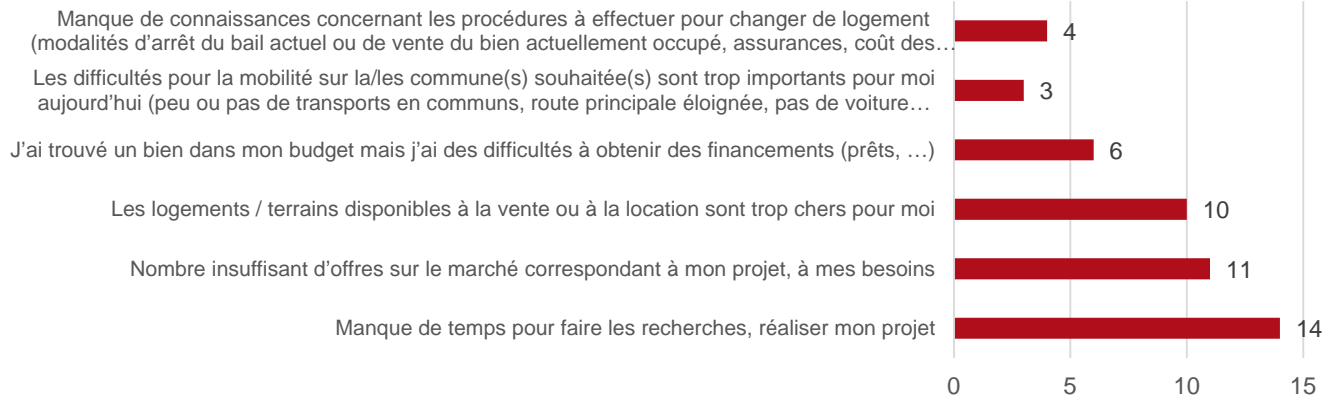 Manque de connaissances concernant les procédures à effectuer pour changer de logement
(modalités d’arrêt du bail actuel ou de vente du bien actuellement occupé, assurances, coût des…
4
Les difficultés pour la mobilité sur la/les commune(s) souhaitée(s) sont trop importants pour moi
aujourd’hui (peu ou pas de transports en communs, route principale éloignée, pas de voiture…
3
J’ai trouvé un bien dans mon budget mais j’ai des difficultés à obtenir des financements (prêts, …)
6
Les logements / terrains disponibles à la vente ou à la location sont trop chers pour moi
10
Nombre insuffisant d’offres sur le marché correspondant à mon projet, à mes besoins
11
Manque de temps pour faire les recherches, réaliser mon projet
14
0 5 10 15